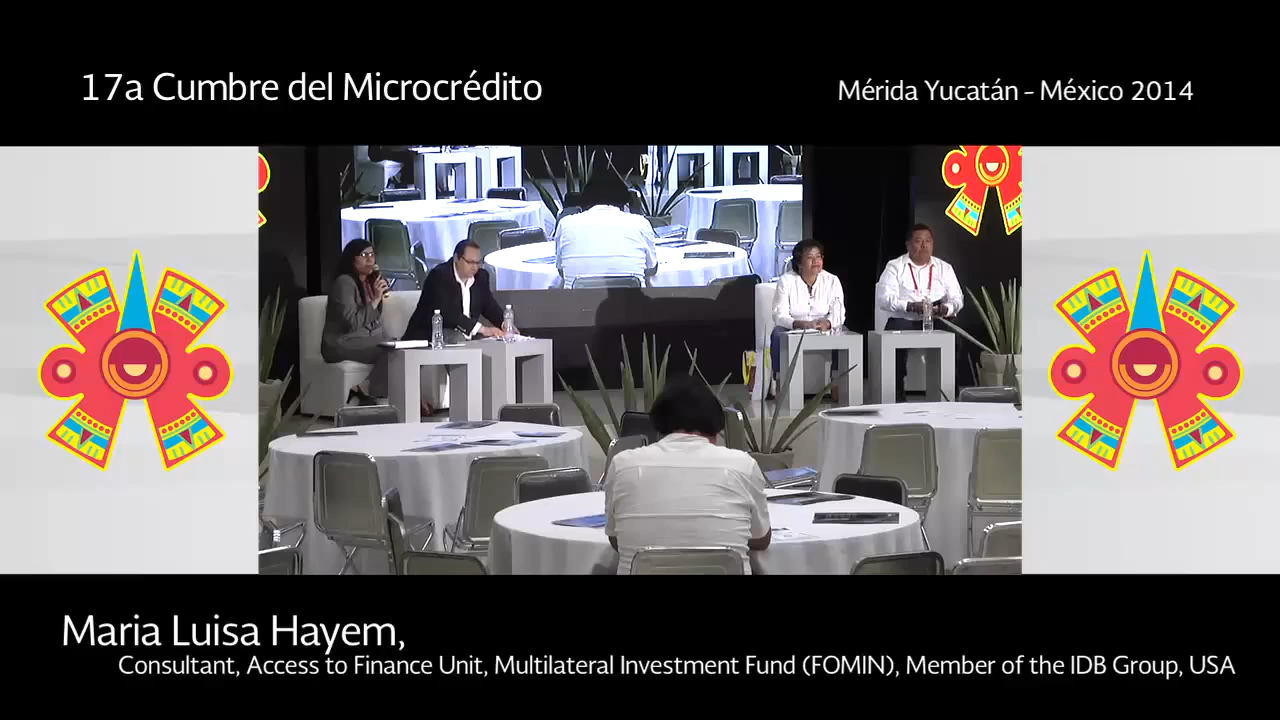 17a Cumbre del Microcrédito
Mérida Yucatán - México 2014
Maria Luisa Hayem,
Consultant, Access to Finance Unit, Multilateral Investment Fund (FOMIN), Member of the IDB Group, USA